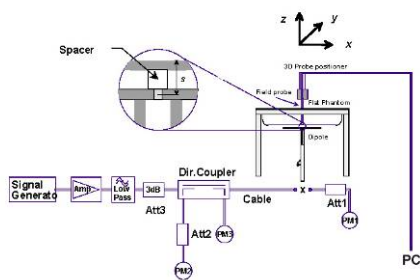 z
y
x
Spacer
s
3D Probe positioner
Field probe
Flat Phantom
Dipole
Signal
Generato
Amp.
Low
Pass
3dB
Att3
Dir.Coupler
Cable
x
Att1
PM1
Att2
PM3
PM2
PC